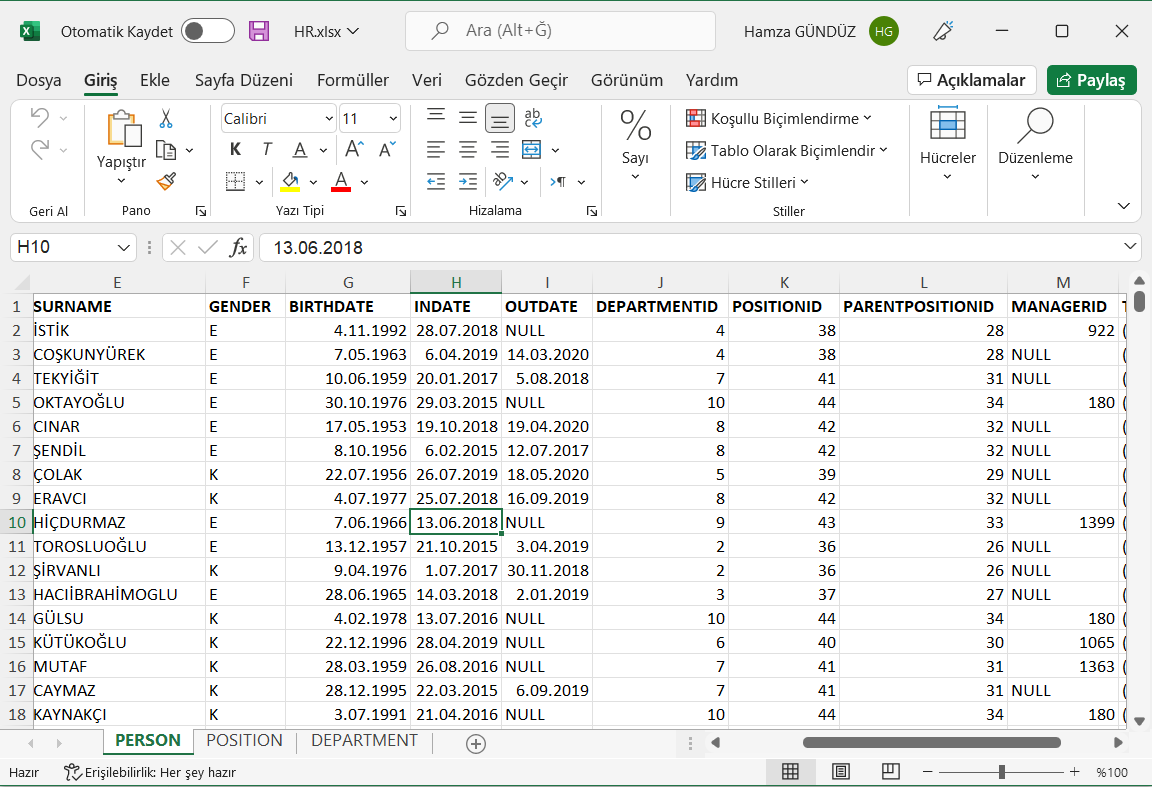 Otomatik Kaydet HR.xlsx Ara (Alt+Ğ) Hamza GÜNDÜZ HG
Dosya Giriş Ekle Sayfa Düzeni Formüller Veri Gözden Geçir Görünüm Yardım Açıklamalar Paylaş
Calibri 11 ab Koşullu Biçimlendirme
Yapıştır K T A A A Sayı Tablo Olarak Biçimlendir Hücreler Düzenleme
A Hücre Stilleri
Geri Al Pano Yazı Tipi Hizalama Stiller
H10 fx 13.06.2018
E F G H I J K L M
1 SURNAME GENDER BIRTHDATE INDATE OUTDATE DEPARTMENTID POSITIONID PARENTPOSITIONID MANAGERID
2 İSTİK E 4.11.1992 28.07.2018 NULL 4 38 28 922 (
3 COŞKUNYÜREK E 7.05.1963 6.04.2019 14.03.2020 4 38 28 NULL (
4 TEKYİĞİT E 10.06.1959 20.01.2017 5.08.2018 7 41 31 NULL (
5 OKTAYOĞLU E 30.10.1976 29.03.2015 NULL 10 44 34 180 (
6 CINAR E 17.05.1953 19.10.2018 19.04.2020 8 42 32 NULL (
7 ŞENDİL E 8.10.1956 6.02.2015 12.07.2017 8 42 32 NULL (
8 ÇOLAK K 22.07.1956 26.07.2019 18.05.2020 5 39 29 NULL (
9 ERAVCI K 4.07.1977 25.07.2018 16.09.2019 8 42 32 NULL (
10 HİÇDURMAZ E 7.06.1966 13.06.2018 NULL 9 43 33 1399 (
11 TOROSLUOĞLU E 13.12.1957 21.10.2015 3.04.2019 2 36 26 NULL (
12 ŞİRVANLI K 9.04.1976 1.07.2017 30.11.2018 2 36 26 NULL (
13 HACIİBRAHİMOGLU E 28.06.1965 14.03.2018 2.01.2019 3 37 27 NULL (
14 GÜLSU K 4.02.1978 13.07.2016 NULL 10 44 34 180 (
15 KÜTÜKOĞLU K 22.12.1996 28.04.2019 NULL 6 40 30 1065 (
16 MUTAF K 28.03.1959 26.08.2016 NULL 7 41 31 1363 (
17 CAYMAZ K 28.12.1995 22.03.2015 6.09.2019 7 41 31 NULL (
18 KAYNAKÇI K 3.07.1991 21.04.2016 NULL 10 44 34 180 (
PERSON POSITION DEPARTMENT
Hazır Erişilebilirlik: Her şey hazır %100